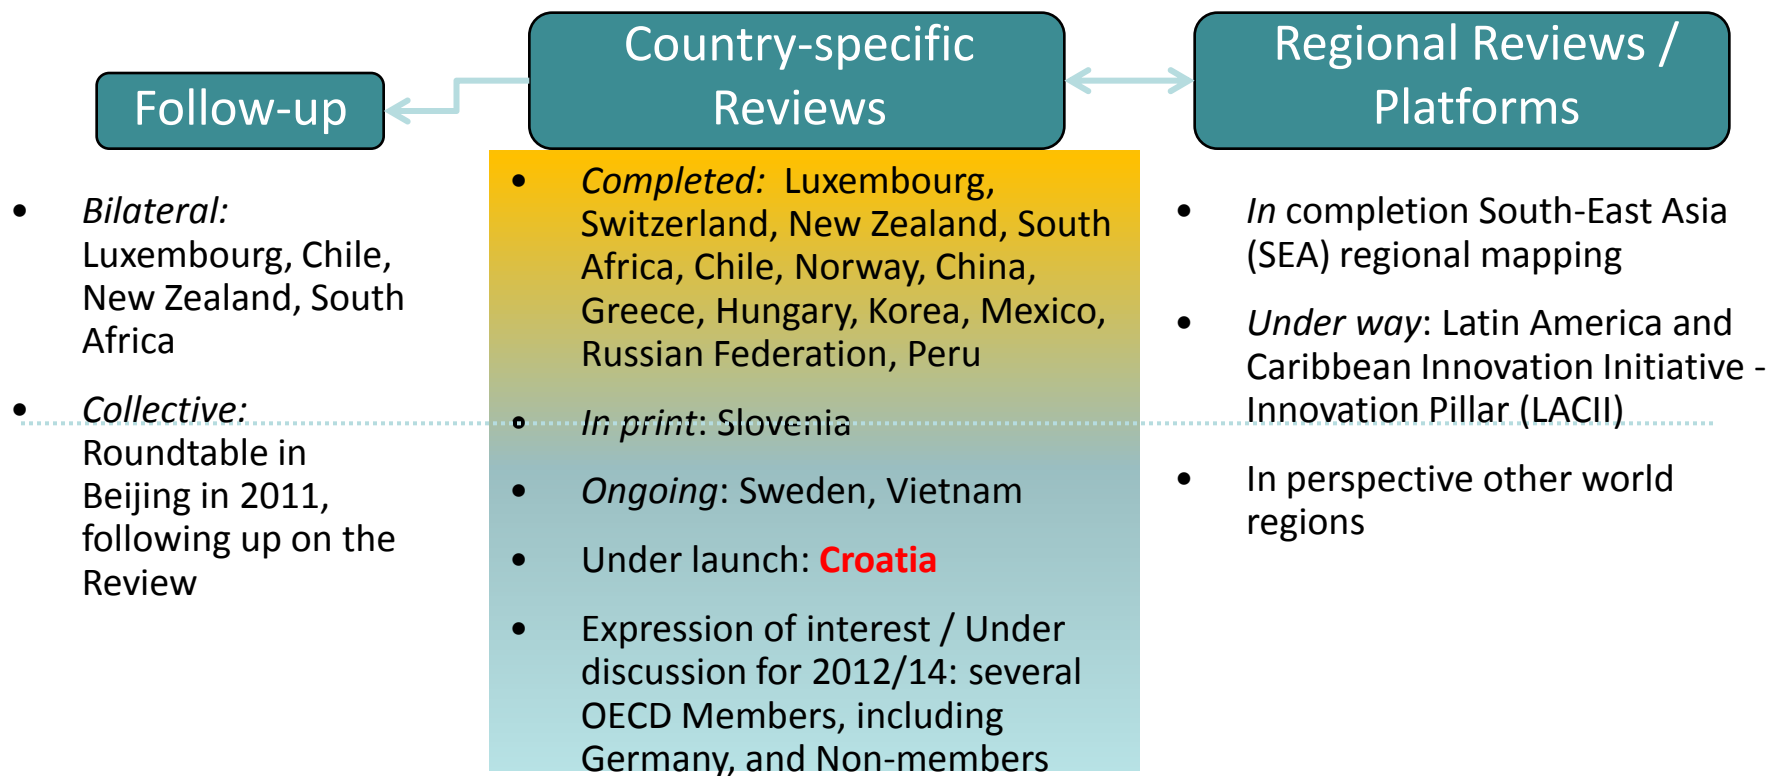 Follow-up
• Bilateral:
Luxembourg, Chile,
New Zealand, South
Africa
• Collective:
Roundtable in
Beijing in 2011,
following up on the
Review
Country-specific
Reviews
• Completed:  Luxembourg,
Switzerland, New Zealand, South
Africa, Chile, Norway, China,
Greece, Hungary, Korea, Mexico,
Russian Federation, Peru
• In print: Slovenia
• Ongoing: Sweden, Vietnam
• Under launch: Croatia
• Expression of interest / Under
discussion for 2012/14: several
OECD Members, including
Germany, and Non-members
Regional Reviews /
Platforms
• In completion South-East Asia
(SEA) regional mapping
• Under way: Latin America and
Caribbean Innovation Initiative -
Innovation Pillar (LACII)
• In perspective other world
regions